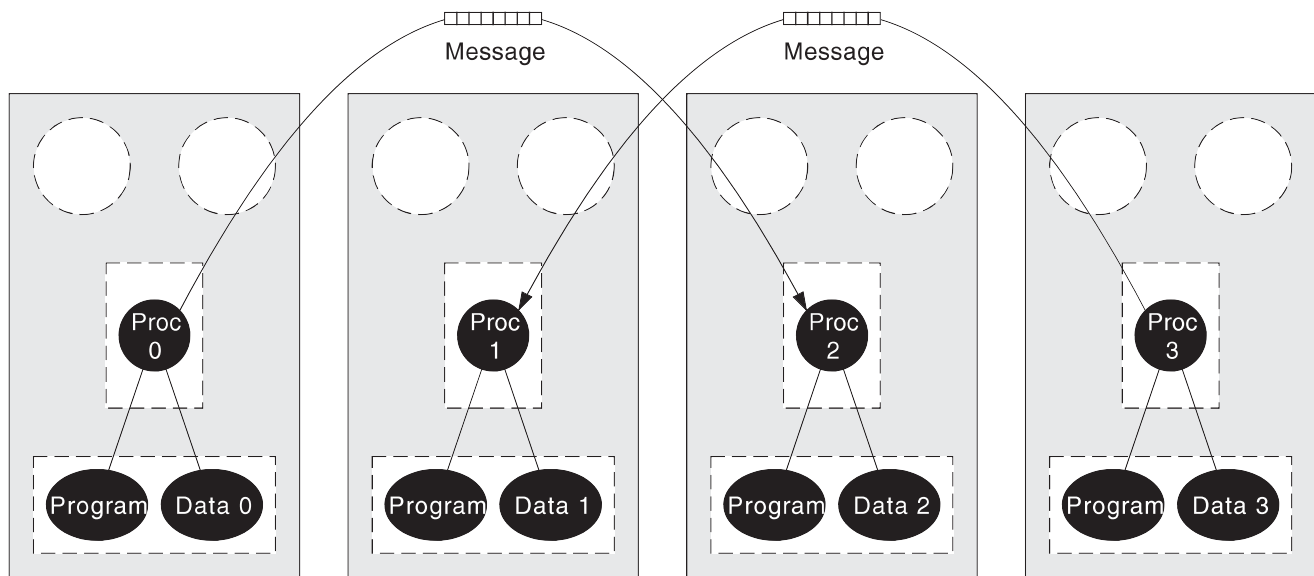 Message
Message
Proc
0
Proc
1
Proc
2
Proc
3
Program
Data 0
Program
Data 1
Program
Data 2
Program
Data 3